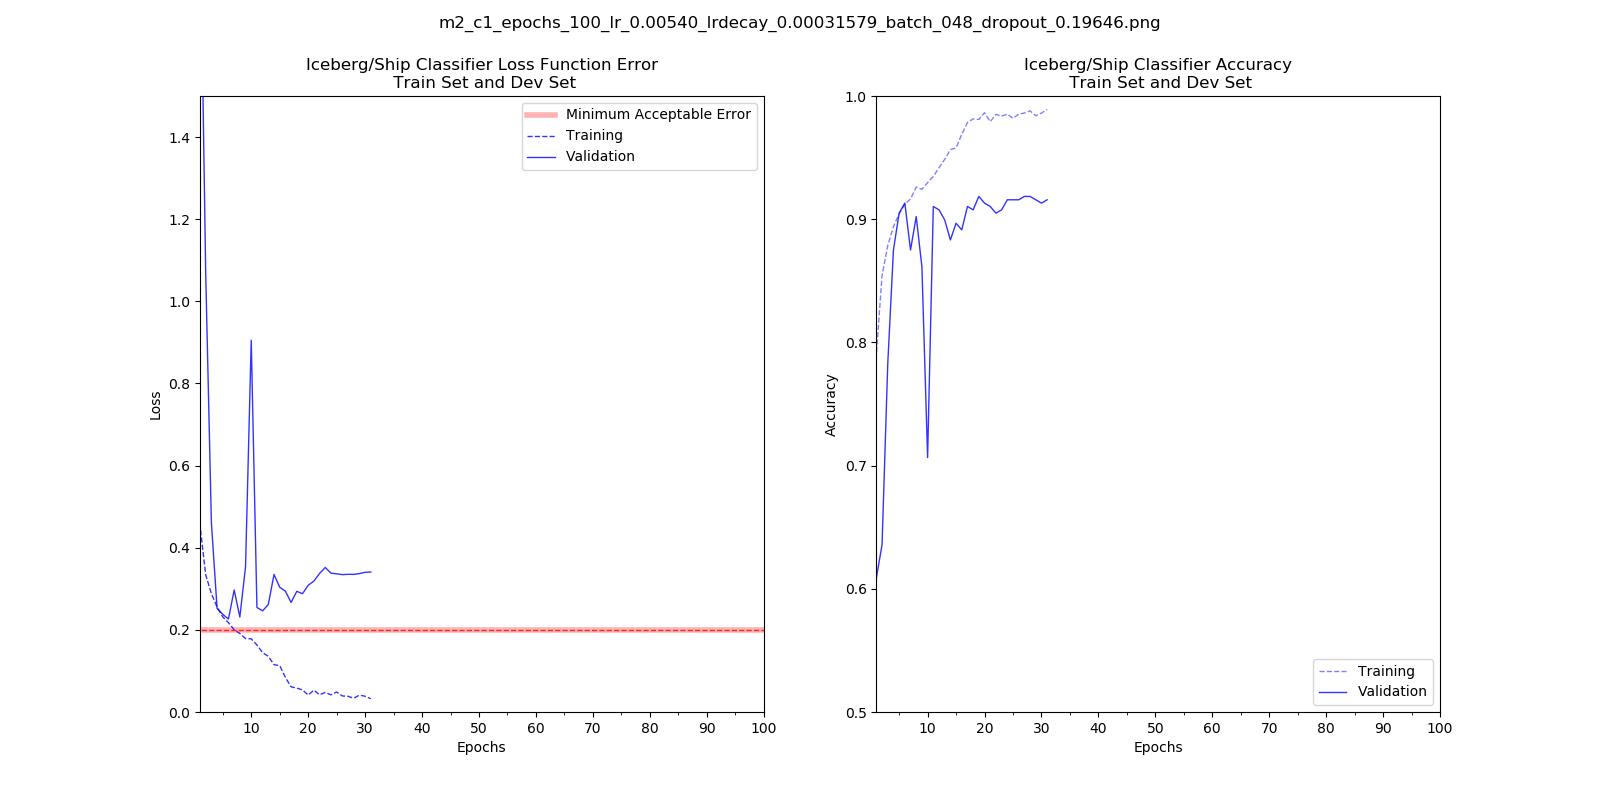 m2_c1_epochs_100_lr_0.00540_lrdecay_0.00031579_batch_048_dropout_0.19646.png
Iceberg/Ship Classifier Loss Function Error
Train Set and Dev Set
1.4
1.2
1.0
0.8
0.6
0.4
0.2
0.0
Loss
Minimum Acceptable Error
Training
Validation
10 20 30 40 50 60 70 80 90 100
Epochs
Iceberg/Ship Classifier Accuracy
Train Set and Dev Set
1.0
0.9
0.8
0.7
0.6
0.5
Accuracy
Training
Validation
10 20 30 40 50 60 70 80 90 100
Epochs